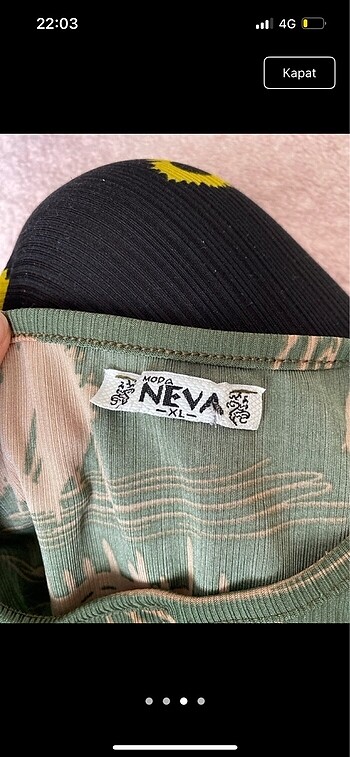 22:03
4G
Kapat
MODA
NEVA
-XL-